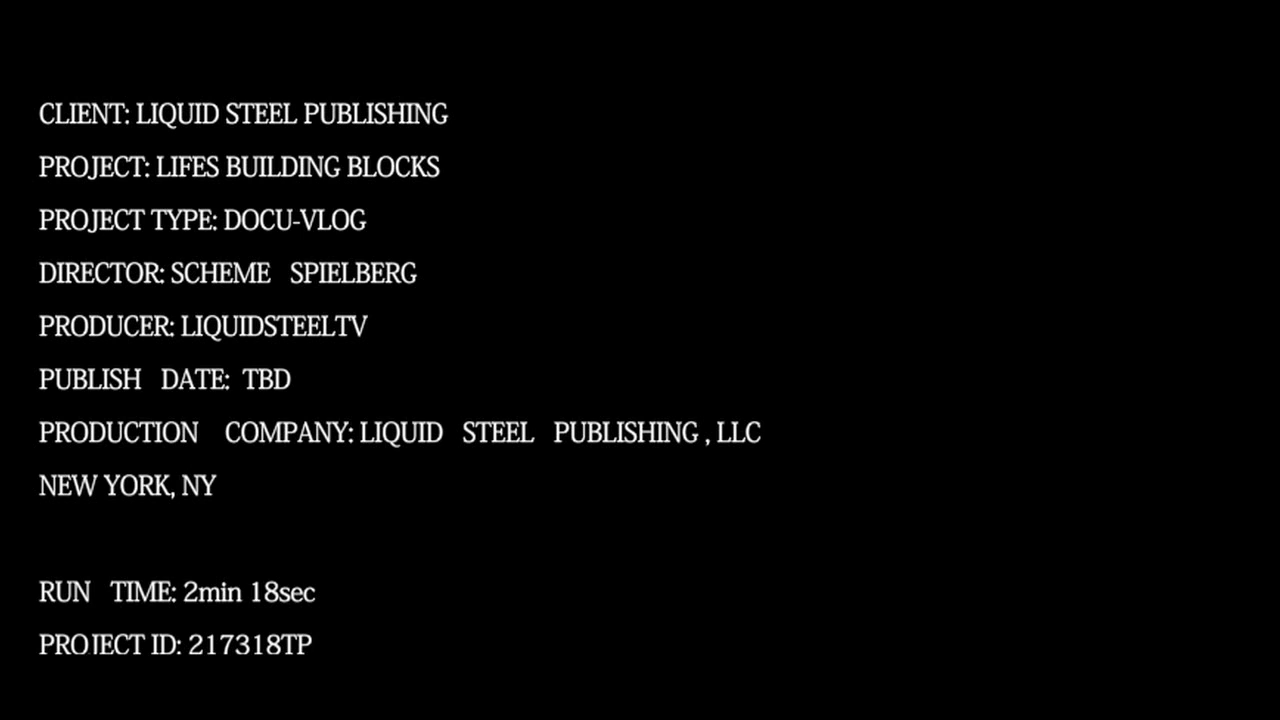 CLIENT: LIQUID STEEL PUBLISHING
PROJECT: LIFES BUILDING BLOCKS
PROJECT TYPE: DOCU-VLOG
DIRECTOR: SCHEME SPIELBERG
PRODUCER: LIQUIDSTEELTV
PUBLISH DATE: TBD
PRODUCTION COMPANY: LIQUID STEEL PUBLISHING , LLC
NEW YORK, NY
RUN TIME: 2min 18sec
PROJECT ID: 217318TP